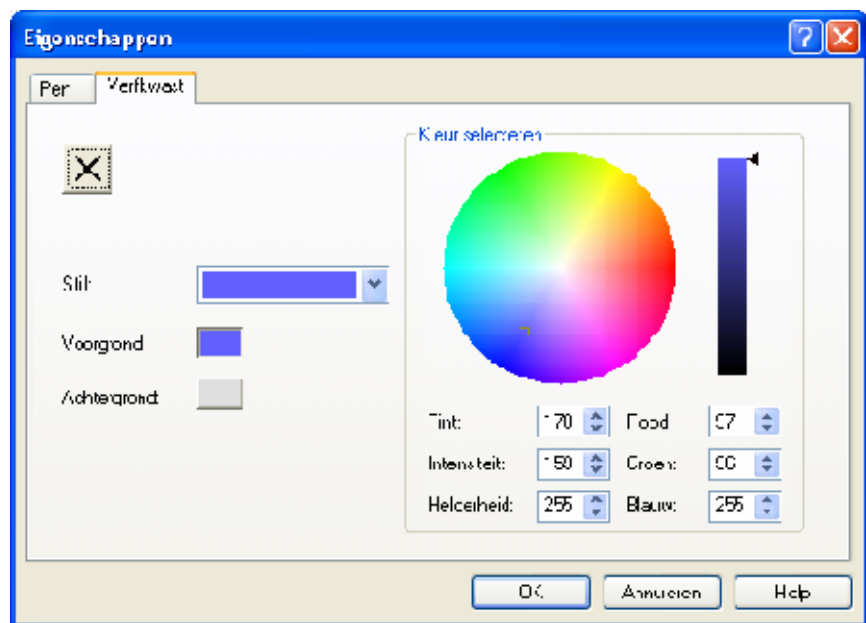 Eigenschappen
Pen
Verfkwast
Kleur selecteren
Stijl:
Voorgrond
Achtergrond:
Tint: 170 Rood
Intensiteit: Groen:
Helderheid: 255 Blauw: 255
OK
Annuleren
Help